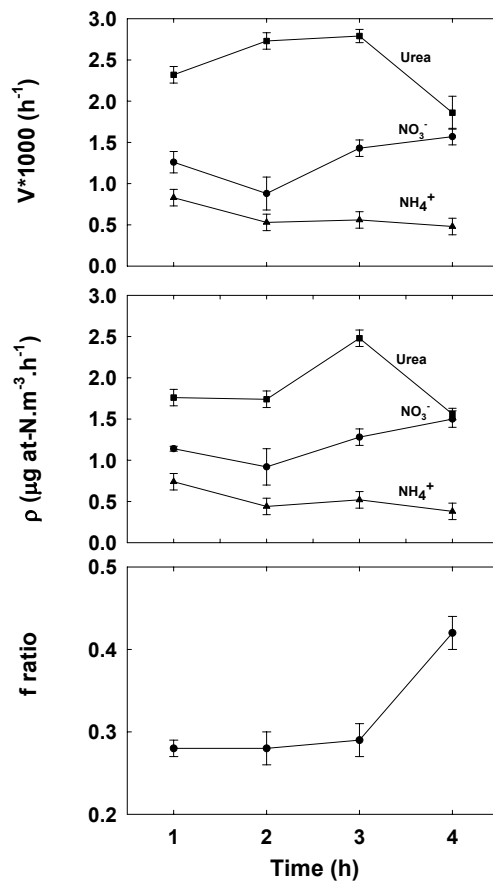 3.0
Urea
2.5
2.0
V*1000 (h⁻¹)
NO₃⁻
1.5
1.0
NH₄⁺
0.5
0.0
3.0
2.5
Urea
2.0
ρ (μg at-N.m⁻³.h⁻¹)
NO₃⁻
1.5
1.0
NH₄⁺
0.5
0.0
0.5
0.4
f ratio
0.3
0.2
1 2 3 4
Time (h)